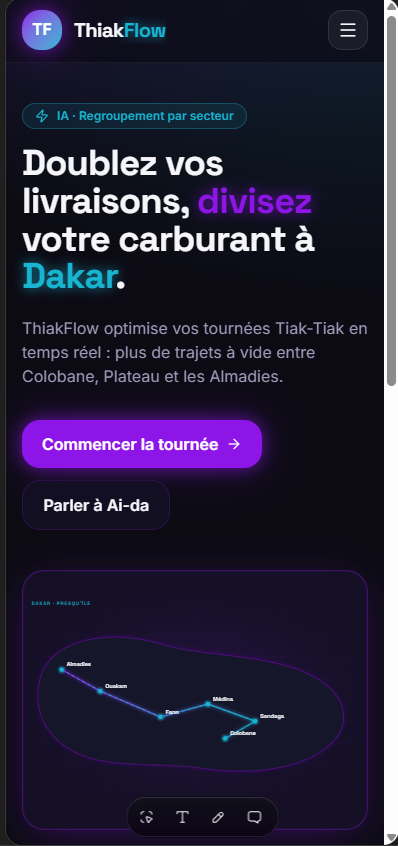 TF ThiakFlow
IA · Regroupement par secteur
Doublez vos
livraisons, divisez
votre carburant à
Dakar.
ThiakFlow optimise vos tournées Tiak-Tiak en
temps réel : plus de trajets à vide entre
Colobane, Plateau et les Almadies.
Commencer la tournée →
Parler à Ai-da
DAKAR · PRESQU'ÎLE
Almadies
Ouakam
Médina
Fann
Sandaga
Colobane
T